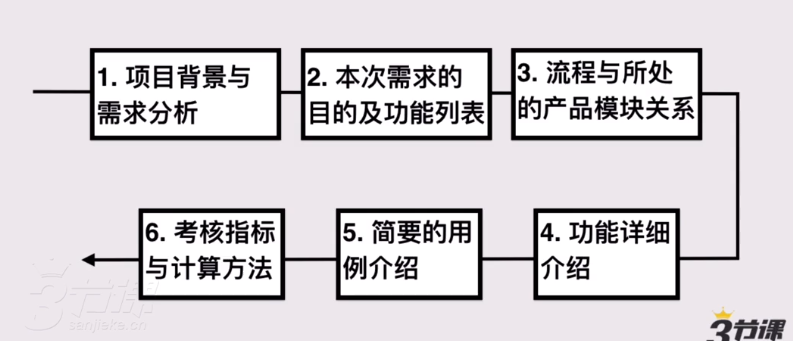 1. 项目背景与
需求分析
2. 本次需求的
目的及功能列表
3. 流程与所处
的产品模块关系
4. 功能详细
介绍
5. 简要的用
例介绍
6. 考核指标
与计算方法
3节课
sanjieke.cn
3节课